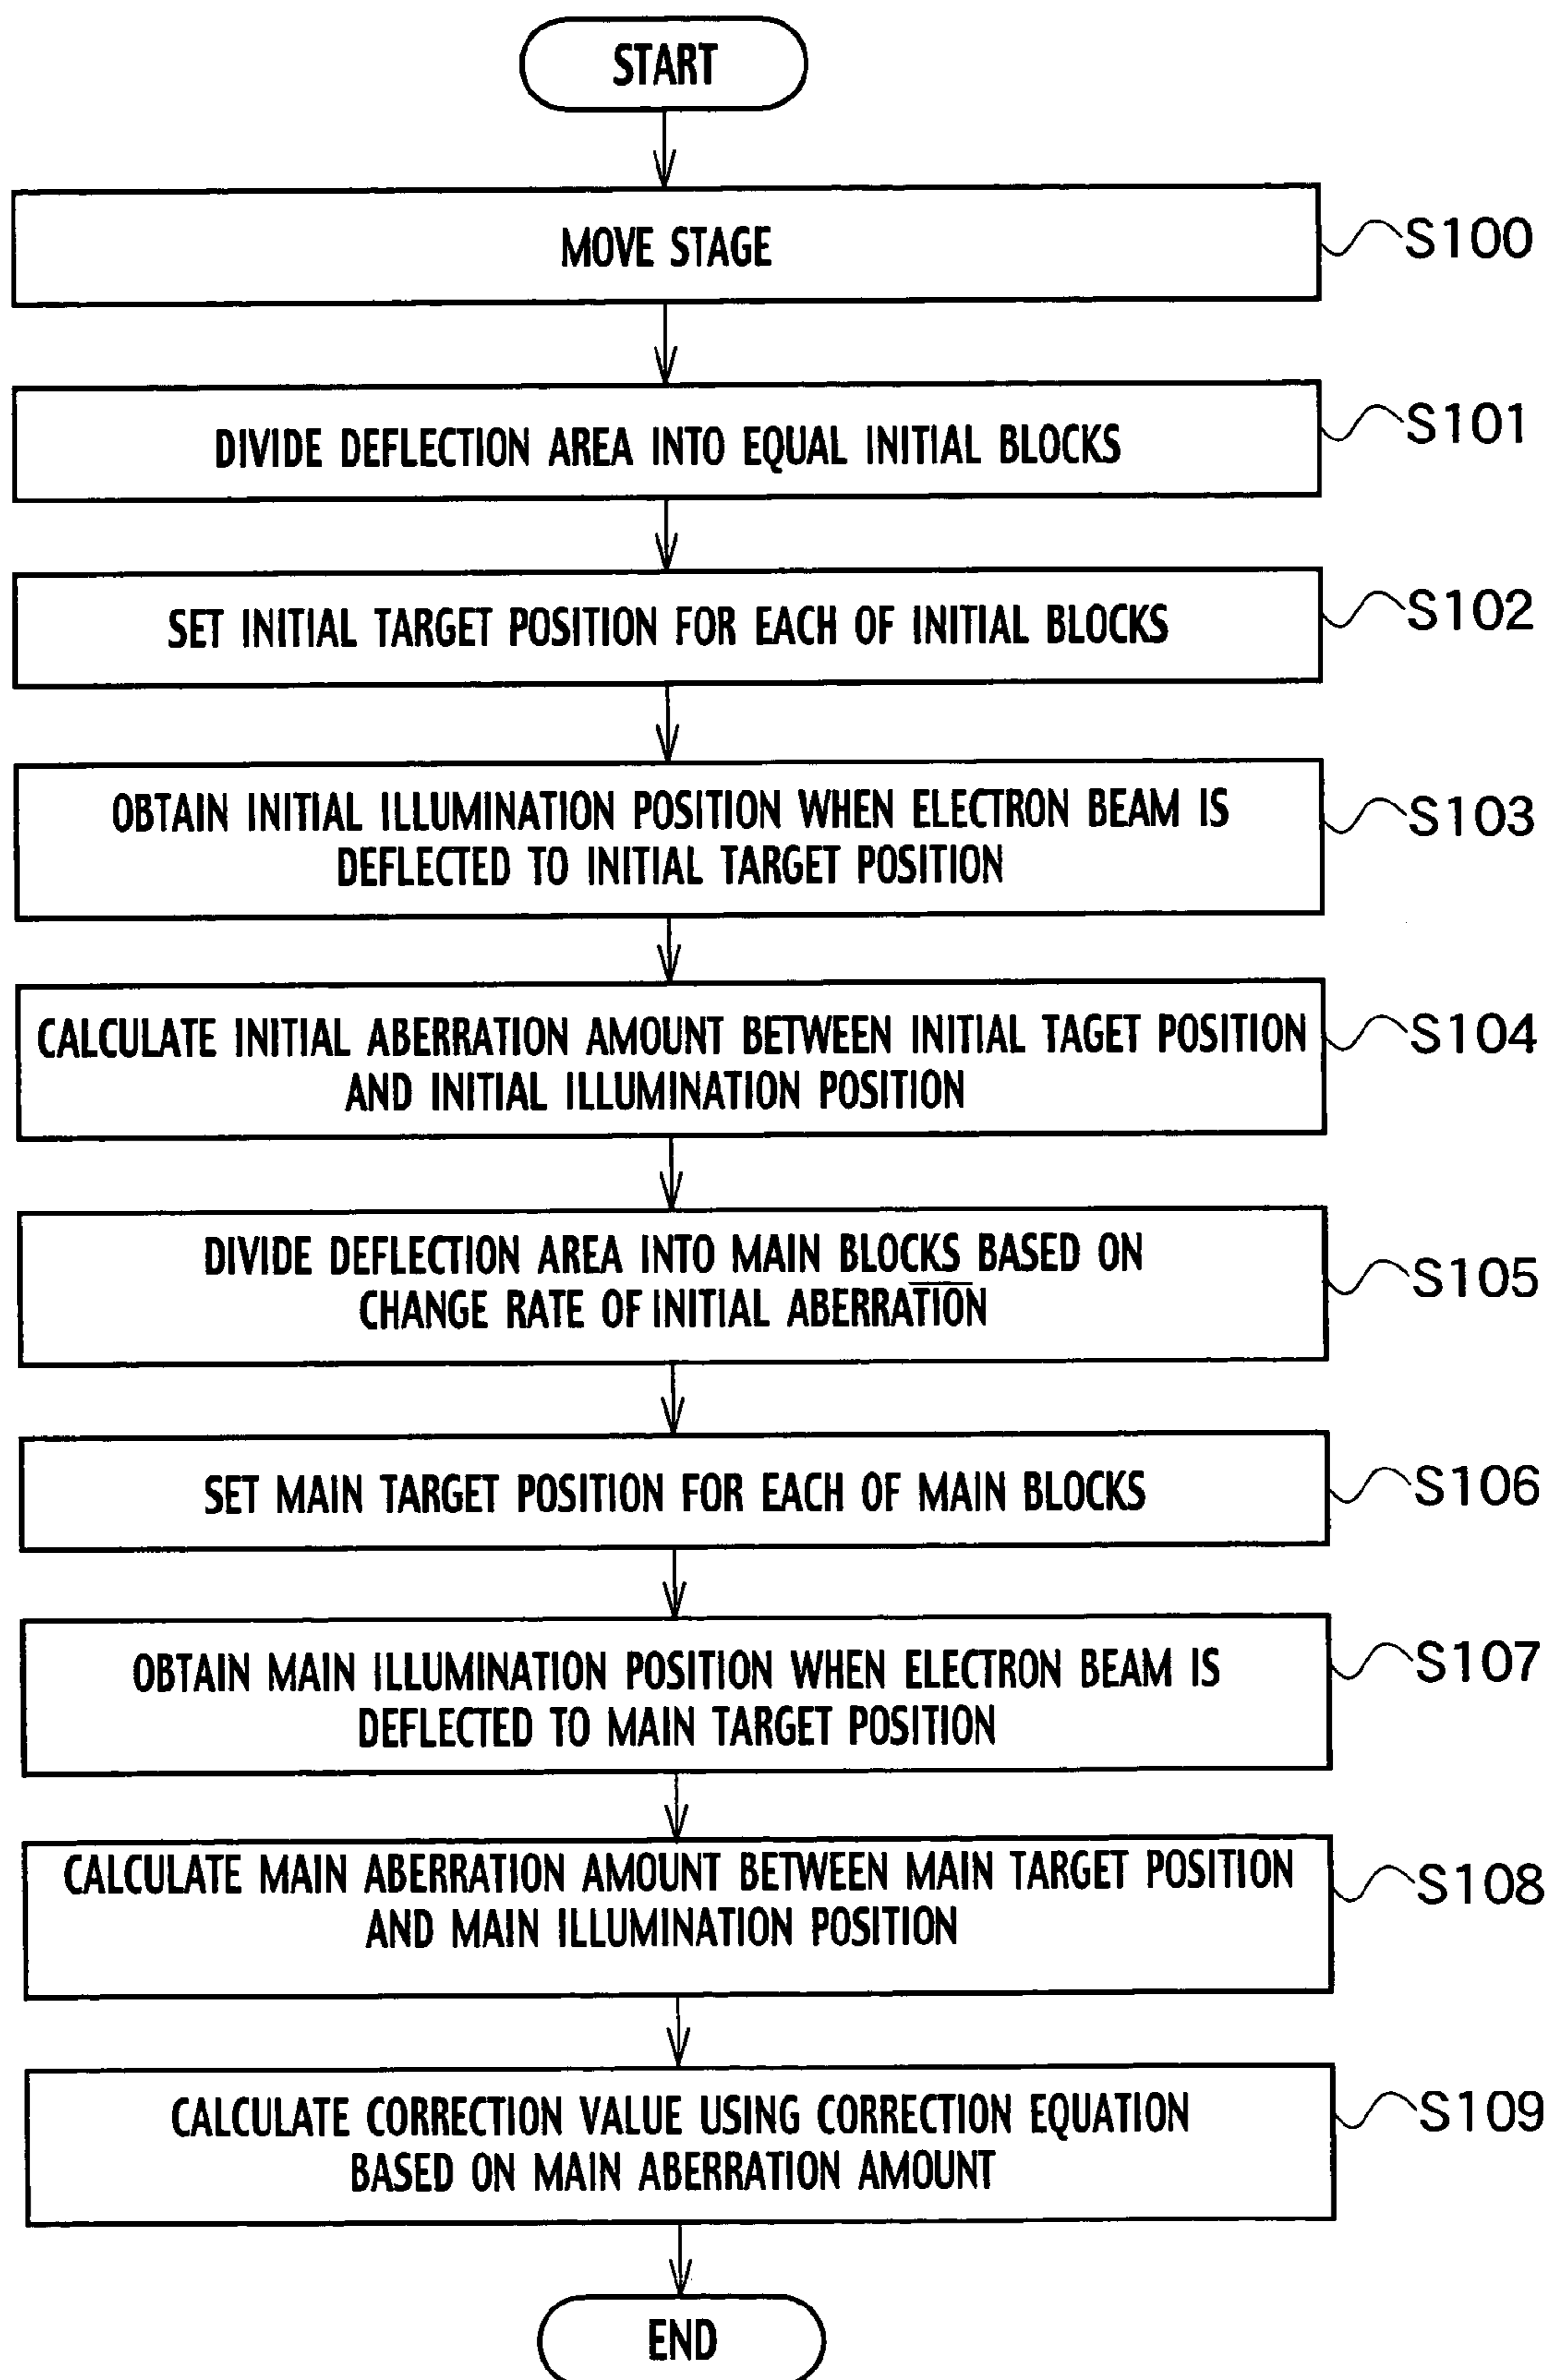 START
MOVE STAGE
S100
DIVIDE DEFLECTION AREA INTO EQUAL INITIAL BLOCKS
S101
SET INITIAL TARGET POSITION FOR EACH OF INITIAL BLOCKS
S102
OBTAIN INITIAL ILLUMINATION POSITION WHEN ELECTRON BEAM IS
DEFLECTED TO INITIAL TARGET POSITION
S103
CALCULATE INITIAL ABERRATION AMOUNT BETWEEN INITIAL TAGET POSITION
AND INITIAL ILLUMINATION POSITION
S104
DIVIDE DEFLECTION AREA INTO MAIN BLOCKS BASED ON
CHANGE RATE OF INITIAL ABERRATION
S105
SET MAIN TARGET POSITION FOR EACH OF MAIN BLOCKS
S106
OBTAIN MAIN ILLUMINATION POSITION WHEN ELECTRON BEAM IS
DEFLECTED TO MAIN TARGET POSITION
S107
CALCULATE MAIN ABERRATION AMOUNT BETWEEN MAIN TARGET POSITION
AND MAIN ILLUMINATION POSITION
S108
CALCULATE CORRECTION VALUE USING CORRECTION EQUATION
BASED ON MAIN ABERRATION AMOUNT
S109
END